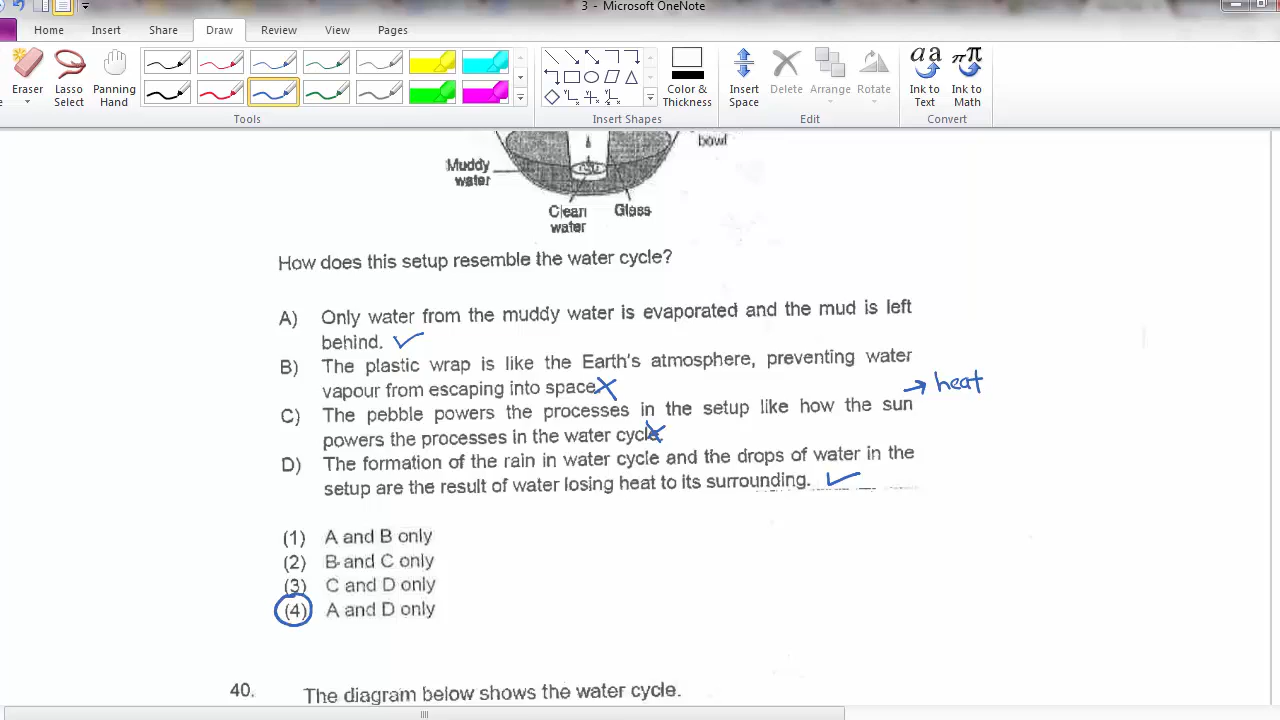 3 - Microsoft OneNote
Home Insert Share Draw Review View Pages
Eraser
Lasso Select
Panning Hand
Color & Thickness
Insert Space
Delete
Arrange
Rotate
Ink to Text
Ink to Math
Tools
Insert Shapes
Edit
Convert
bowl
Muddy
water
Clean
water
Glass
How does this setup resemble the water cycle?
A) Only water from the muddy water is evaporated and the mud is left
behind.
B) The plastic wrap is like the Earth's atmosphere, preventing water
vapour from escaping into space.
→ heat
C) The pebble powers the processes in the setup like how the sun
powers the processes in the water cycle.
D) The formation of the rain in water cycle and the drops of water in the
setup are the result of water losing heat to its surrounding.
(1) A and B only
(2) B and C only
(3) C and D only
(4) A and D only
40. The diagram below shows the water cycle.